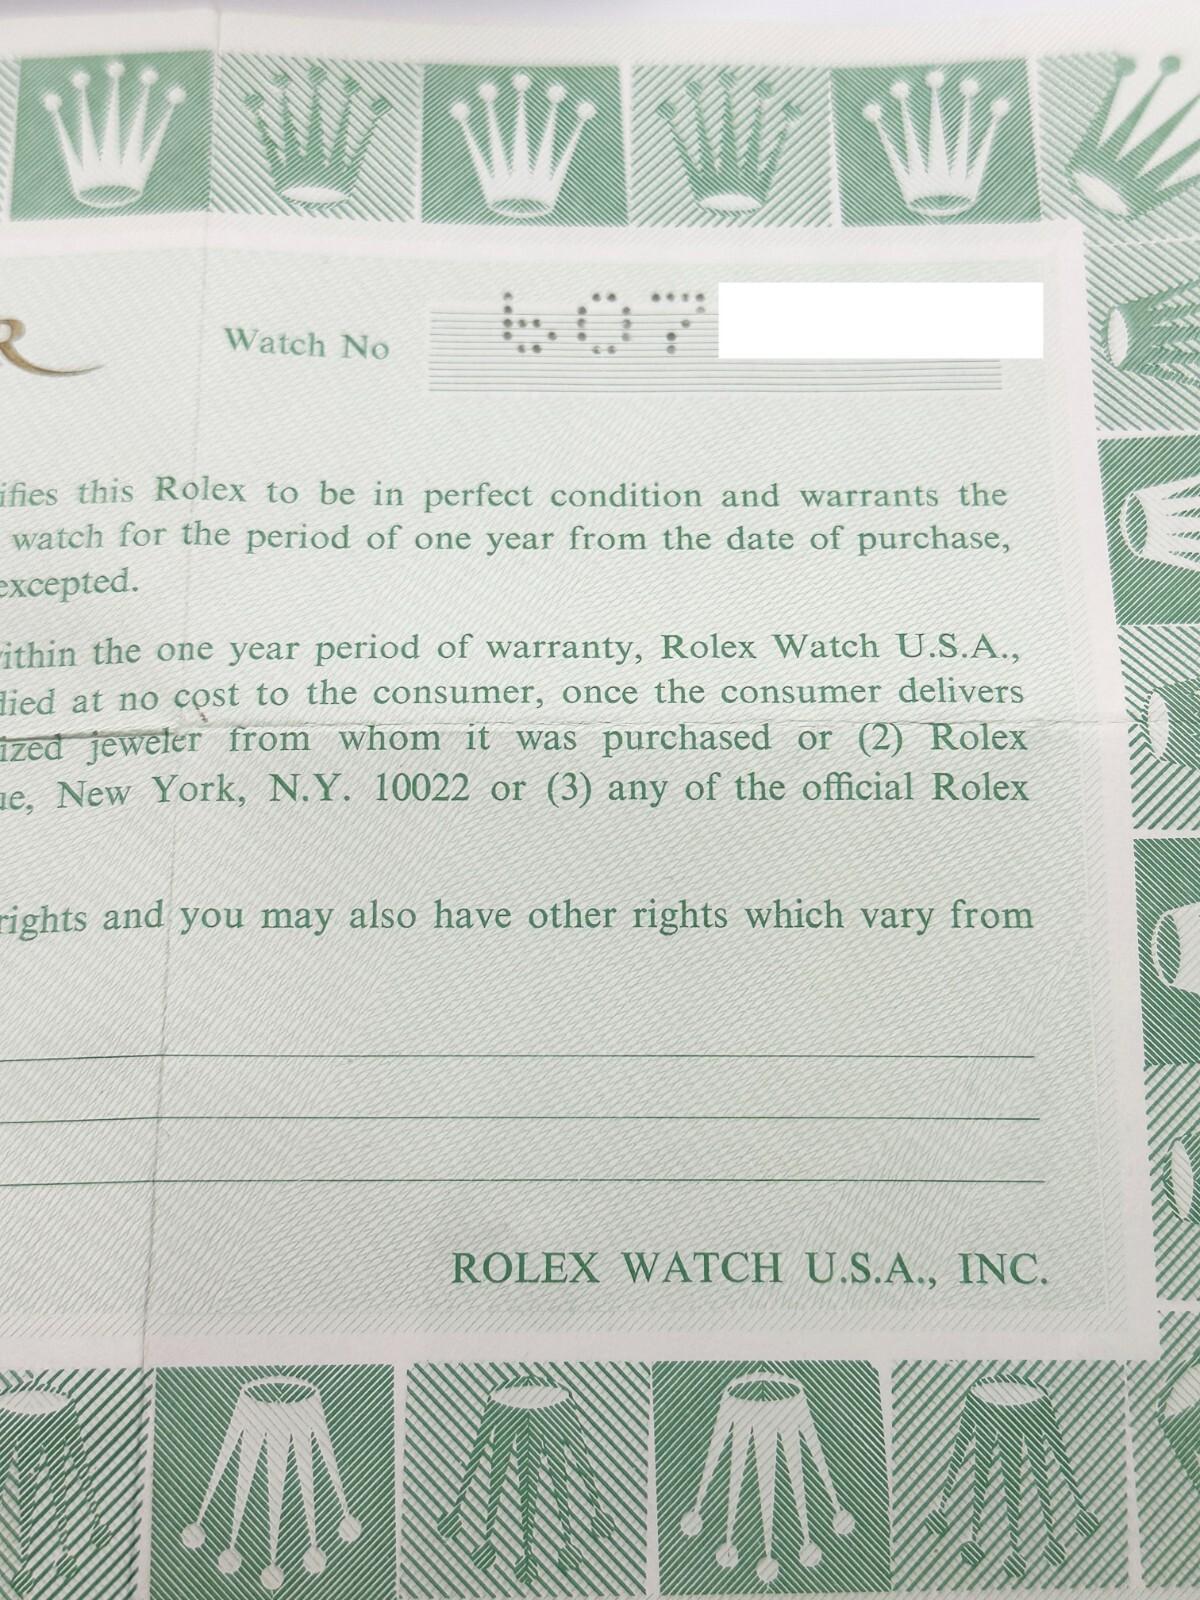 R
Watch No 607
ifies this Rolex to be in perfect condition and warrants the
watch for the period of one year from the date of purchase,
excepted.
within the one year period of warranty, Rolex Watch U.S.A.,
died at no cost to the consumer, once the consumer delivers
ized jeweler from whom it was purchased or (2) Rolex
ue, New York, N.Y. 10022 or (3) any of the official Rolex
rights and you may also have other rights which vary from
ROLEX WATCH U.S.A., INC.